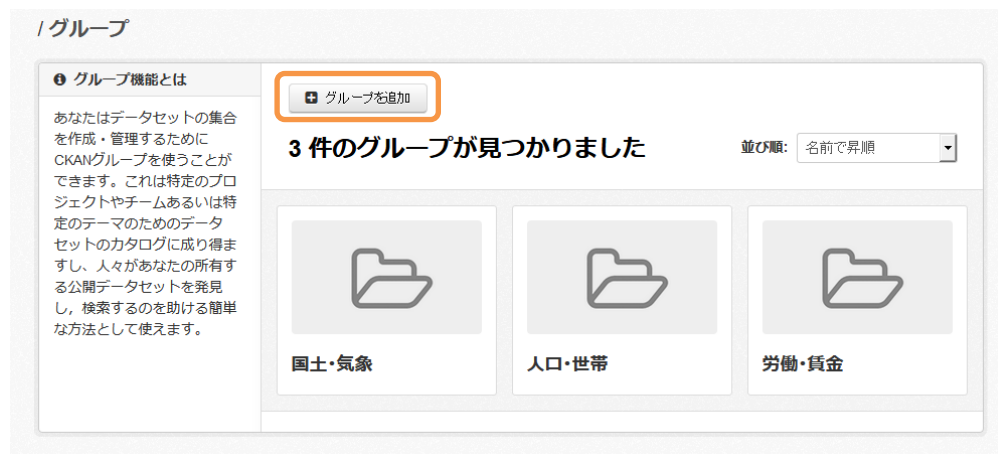 / グループ
グループ機能とは
あなたはデータセットの集合
を作成・管理するために
CKANグループを使うことが
できます。これは特定のプロ
ジェクトやチームあるいは特
定のテーマのためのデータ
セットのカタログに成り得ま
すし、人々があなたの所有す
る公開データセットを発見
し，検索するのを助ける簡単
な方法として使えます。
グループを追加
3 件のグループが見つかりました
並び順: 名前で昇順
国土・気象
人口・世帯
労働・賃金